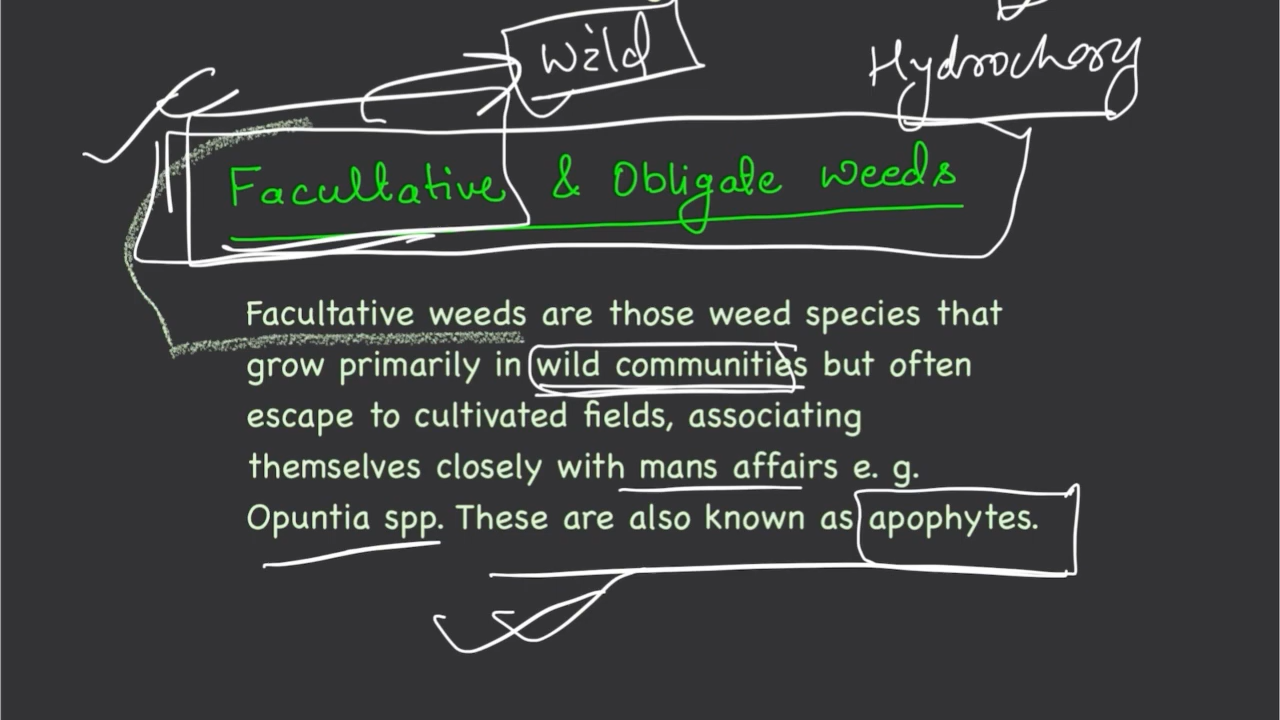 Wild
Hydrochory
Facultative & Obligate weeds
Facultative weeds are those weed species that
grow primarily in wild communities but often
escape to cultivated fields, associating
themselves closely with mans affairs e. g.
Opuntia spp. These are also known as apophytes.